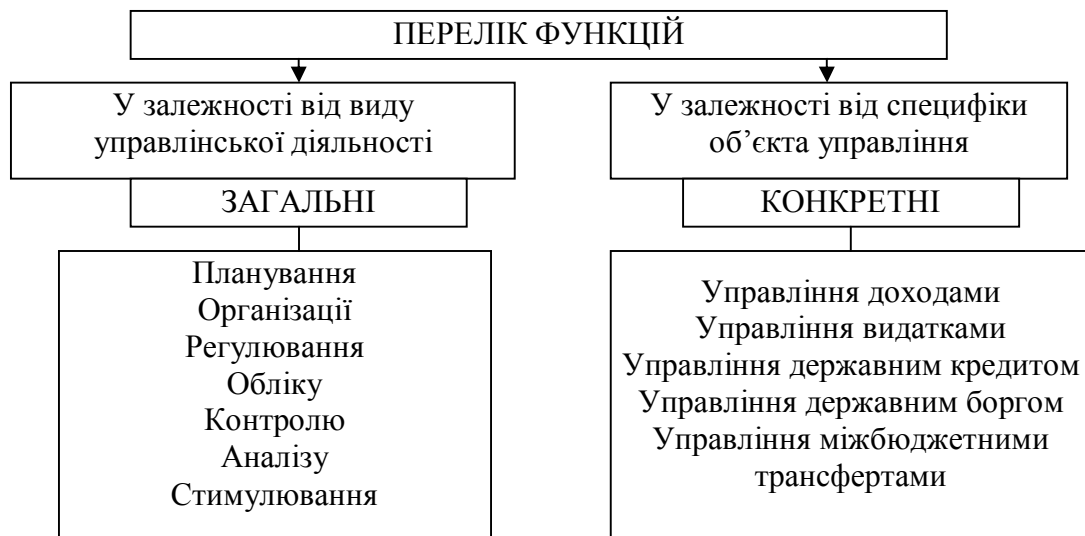 ПЕРЕЛІК ФУНКЦІЙ
У залежності від виду
управлінської діяльності
ЗАГАЛЬНІ
Планування
Організації
Регулювання
Обліку
Контролю
Аналізу
Стимулювання
У залежності від специфіки
об’єкта управління
КОНКРЕТНІ
Управління доходами
Управління видатками
Управління державним кредитом
Управління державним боргом
Управління міжбюджетними
трансфертами